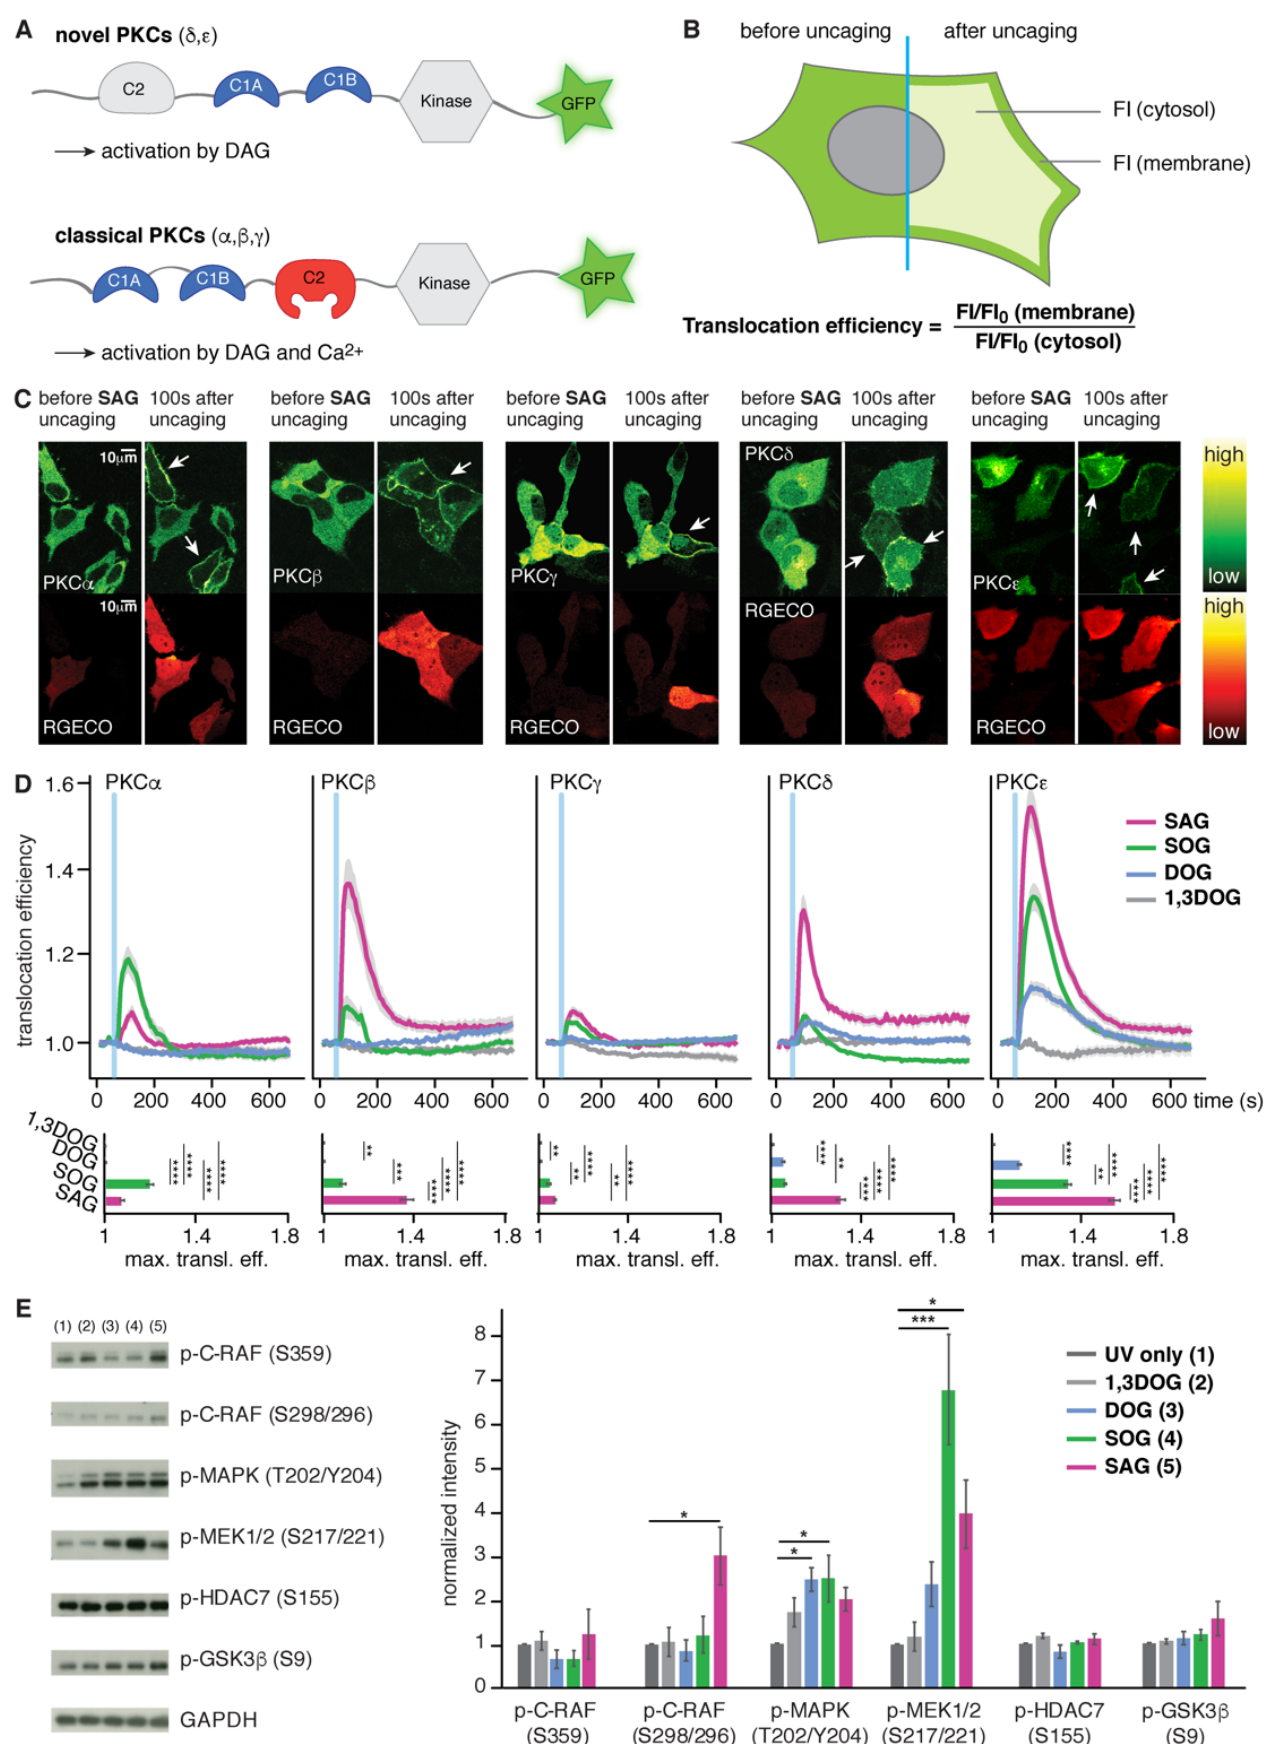 A
novel PKCs (δ,ε)
C2
C1A
C1B
Kinase
GFP
→ activation by DAG
classical PKCs (α,β,γ)
C1A
C1B
C2
Kinase
GFP
→ activation by DAG and Ca2+
B
before uncaging
after uncaging
FI (cytosol)
FI (membrane)
Translocation efficiency = FI/FI0 (membrane)
FI/FI0 (cytosol)
C
before SAG uncaging
100s after uncaging
before SAG uncaging
100s after uncaging
before SAG uncaging
100s after uncaging
before SAG uncaging
100s after uncaging
before SAG uncaging
100s after uncaging
10μm
PKCα
PKCβ
PKCγ
PKCδ
PKCε
high
low
10μm
RGECO
RGECO
RGECO
RGECO
RGECO
high
low
D
translocation efficiency
1.6
1.4
1.2
1.0
PKCα
PKCβ
PKCγ
PKCδ
PKCε
SAG
SOG
DOG
1,3DOG
0 200 400 600
0 200 400 600
0 200 400 600
0 200 400 600
0 200 400 600 time (s)
1,3DOG
DOG
SOG
SAG
**** **** **** ****
** *** **** ****
** ** **** ** ****
**** ** **** **** ****
**** ** **** **** **** ****
1 1.4 1.8
1 1.4 1.8
1 1.4 1.8
1 1.4 1.8
1 1.4 1.8
max. transl. eff.
max. transl. eff.
max. transl. eff.
max. transl. eff.
max. transl. eff.
E
(1) (2) (3) (4) (5)
p-C-RAF (S359)
p-C-RAF (S298/296)
p-MAPK (T202/Y204)
p-MEK1/2 (S217/221)
p-HDAC7 (S155)
p-GSK3β (S9)
GAPDH
normalized intensity
8
7
6
5
4
3
2
1
0
*
*
*
*
***
UV only (1)
1,3DOG (2)
DOG (3)
SOG (4)
SAG (5)
p-C-RAF (S359)
p-C-RAF (S298/296)
p-MAPK (T202/Y204)
p-MEK1/2 (S217/221)
p-HDAC7 (S155)
p-GSK3β (S9)